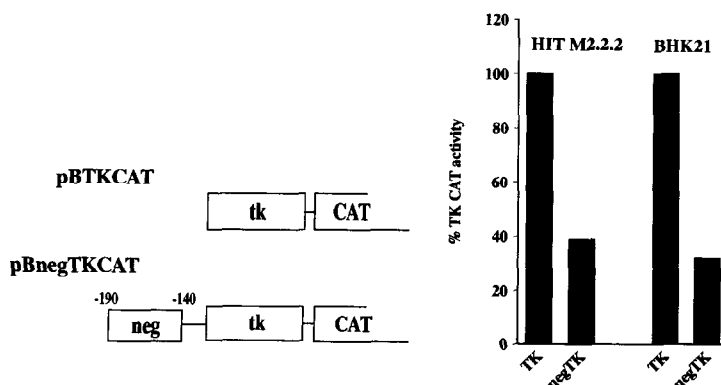 pBTKCAT
tk CAT
pBnegTKCAT
-190 -140
neg tk CAT
HIT M2.2.2 BHK21
% TK CAT activity
120
100
80
60
40
20
0
TK negTK TK negTK